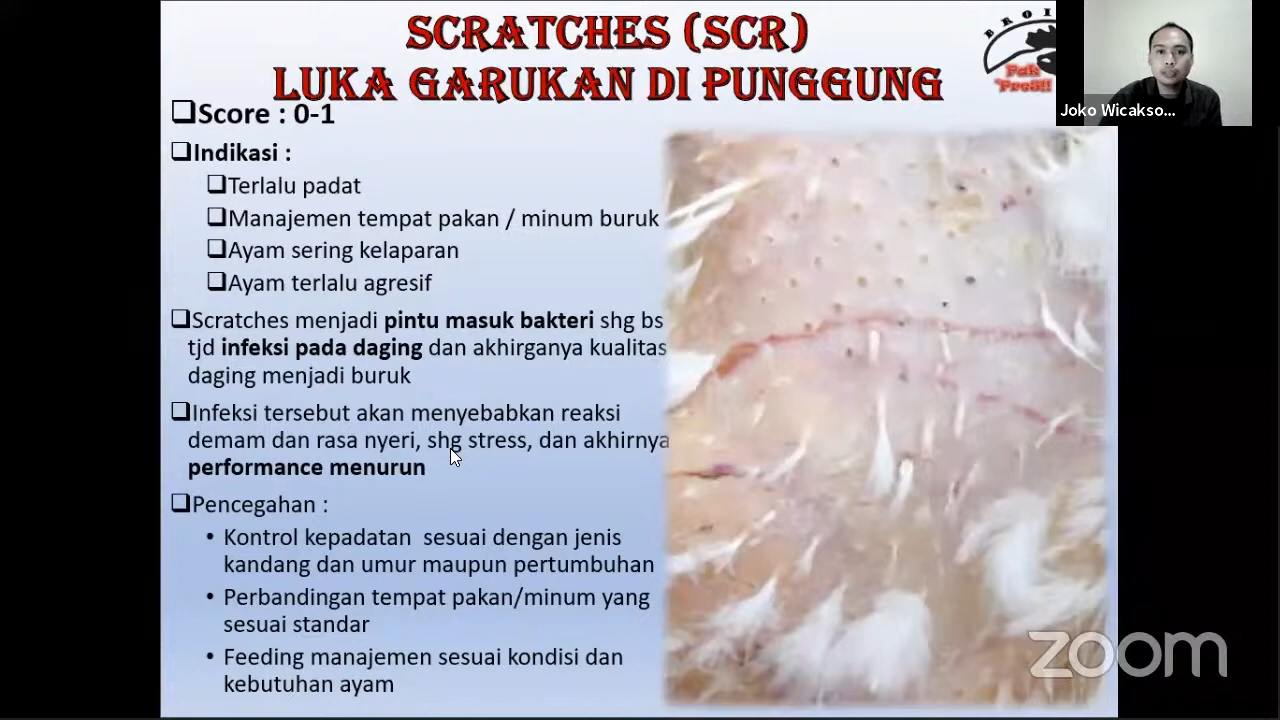 SCRATCHES (SCR)
LUKA GARUKAN DI PUNGGUNG
BROI
Pak
Pre3!!
Joko Wicakso...
❑Score : 0-1
❑Indikasi :
❑Terlalu padat
❑Manajemen tempat pakan / minum buruk
❑Ayam sering kelaparan
❑Ayam terlalu agresif
❑Scratches menjadi pintu masuk bakteri shg bs
tjd infeksi pada daging dan akhirganya kualitas
daging menjadi buruk
❑Infeksi tersebut akan menyebabkan reaksi
demam dan rasa nyeri, shg stress, dan akhirnya
performance menurun
❑Pencegahan :
• Kontrol kepadatan sesuai dengan jenis
kandang dan umur maupun pertumbuhan
• Perbandingan tempat pakan/minum yang
sesuai standar
• Feeding manajemen sesuai kondisi dan
kebutuhan ayam
zoom